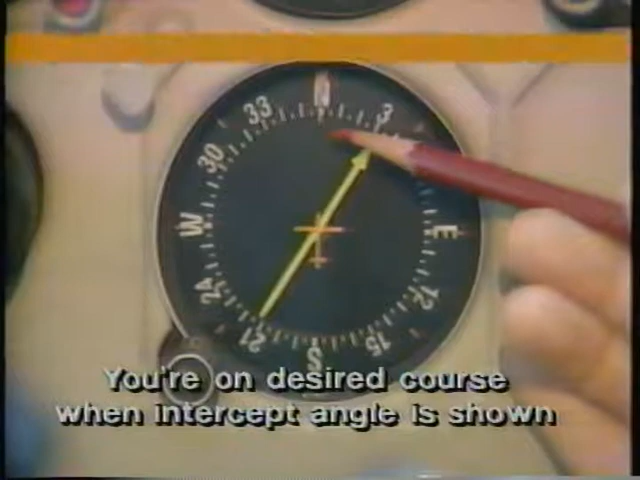 N
33
3
30
W
E
24
12
21
15
S
You're on desired course
when intercept angle is shown